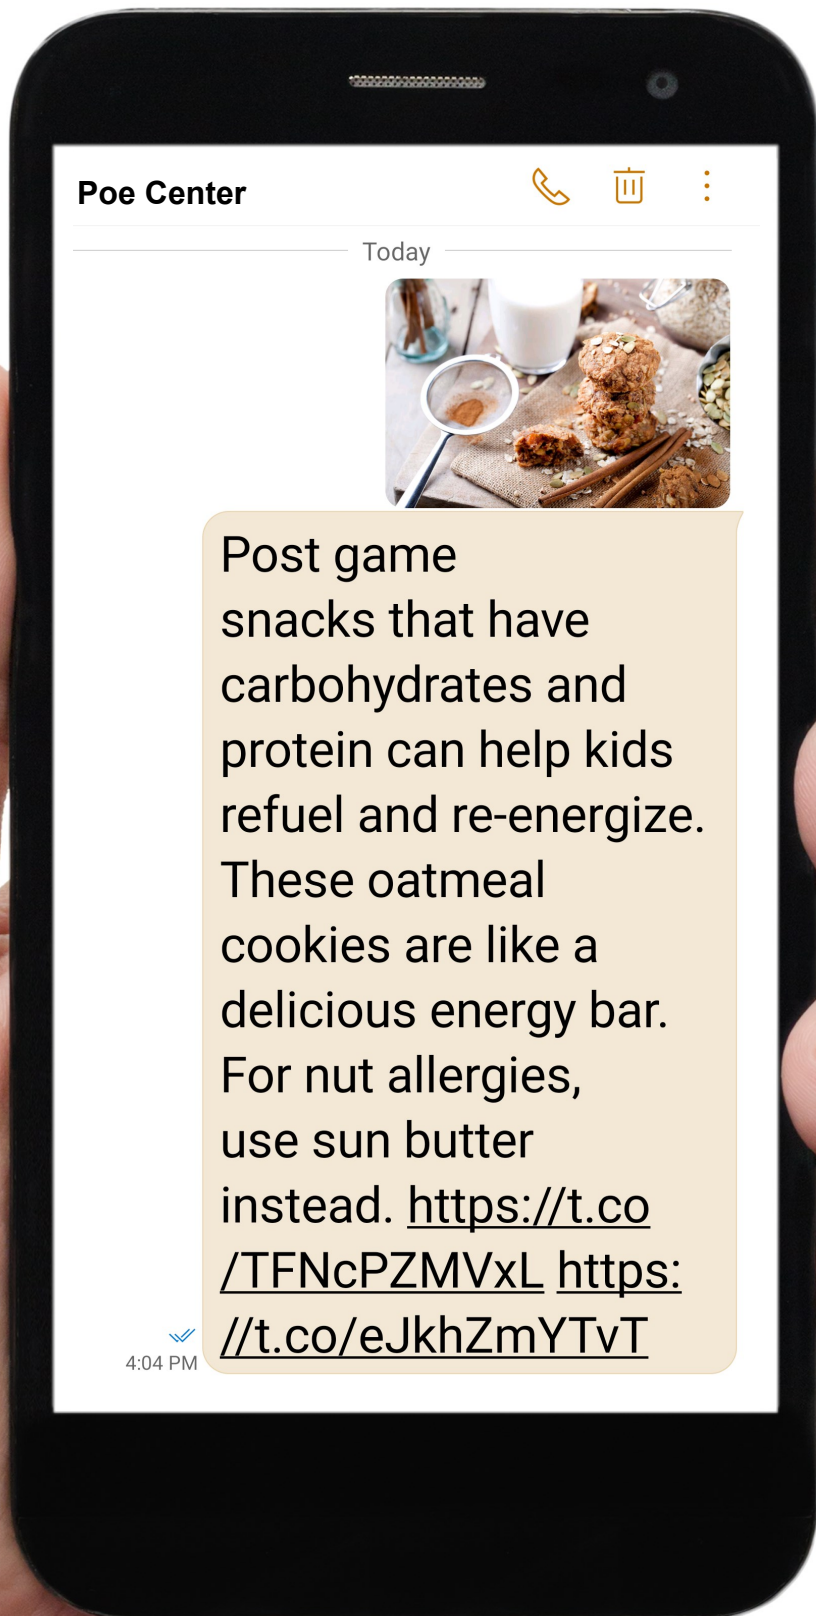 Poe Center
Today
Post game
snacks that have
carbohydrates and
protein can help kids
refuel and re-energize.
These oatmeal
cookies are like a
delicious energy bar.
For nut allergies,
use sun butter
instead. https://t.co
/TFNcPZMVxL https:
//t.co/eJkhZmYTvT
4:04 PM